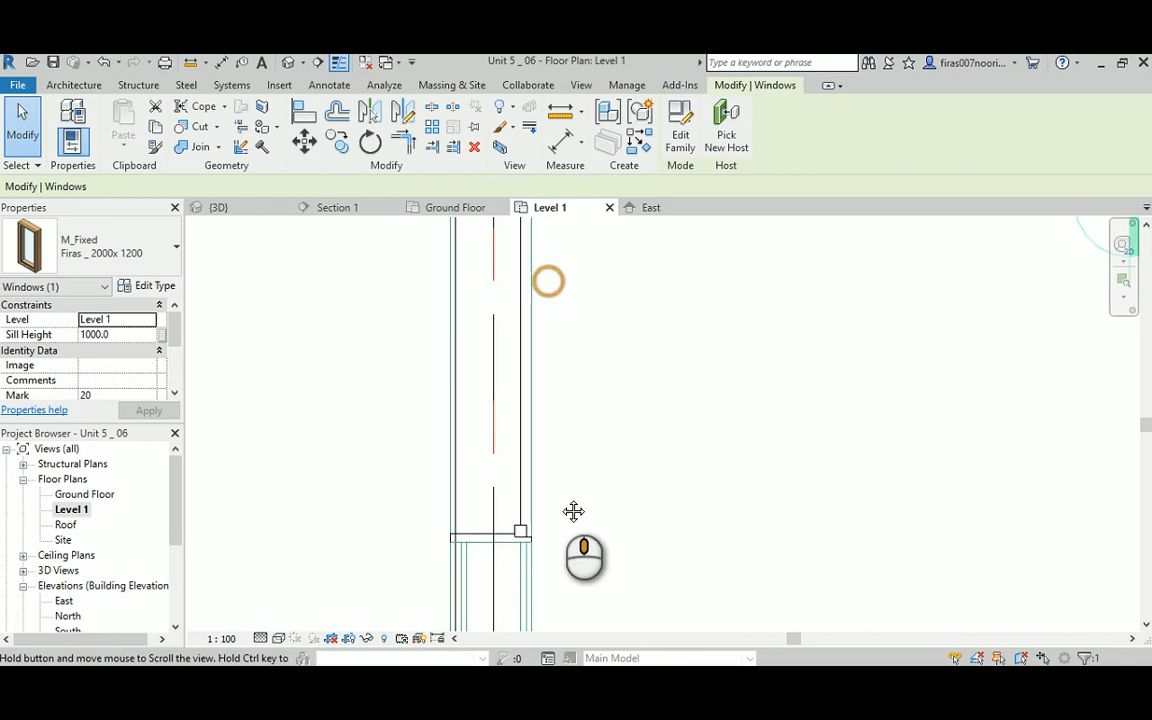 Unit 5 _ 06 - Floor Plan: Level 1
Type a keyword or phrase
firas007noori...
File
Architecture
Structure
Steel
Systems
Insert
Annotate
Analyze
Massing & Site
Collaborate
View
Manage
Add-Ins
Modify | Windows
Modify
Paste
Cope
Cut
Join
Edit
Family
Pick
New Host
Select
Properties
Clipboard
Geometry
Modify
View
Measure
Create
Mode
Host
Modify | Windows
Properties
{3D}
Section 1
Ground Floor
Level 1
East
M_Fixed
Firas _ 2000x 1200
Windows (1)
Edit Type
Constraints
Level
Level 1
Sill Height
1000.0
Identity Data
Image
Comments
Mark
20
Properties help
Apply
2D
Project Browser - Unit 5 _ 06
Views (all)
Structural Plans
Floor Plans
Ground Floor
Level 1
Roof
Site
Ceiling Plans
3D Views
Elevations (Building Elevation
East
North
South
1 : 100
Hold button and move mouse to Scroll the view. Hold Ctrl key to
:0
Main Model
:1